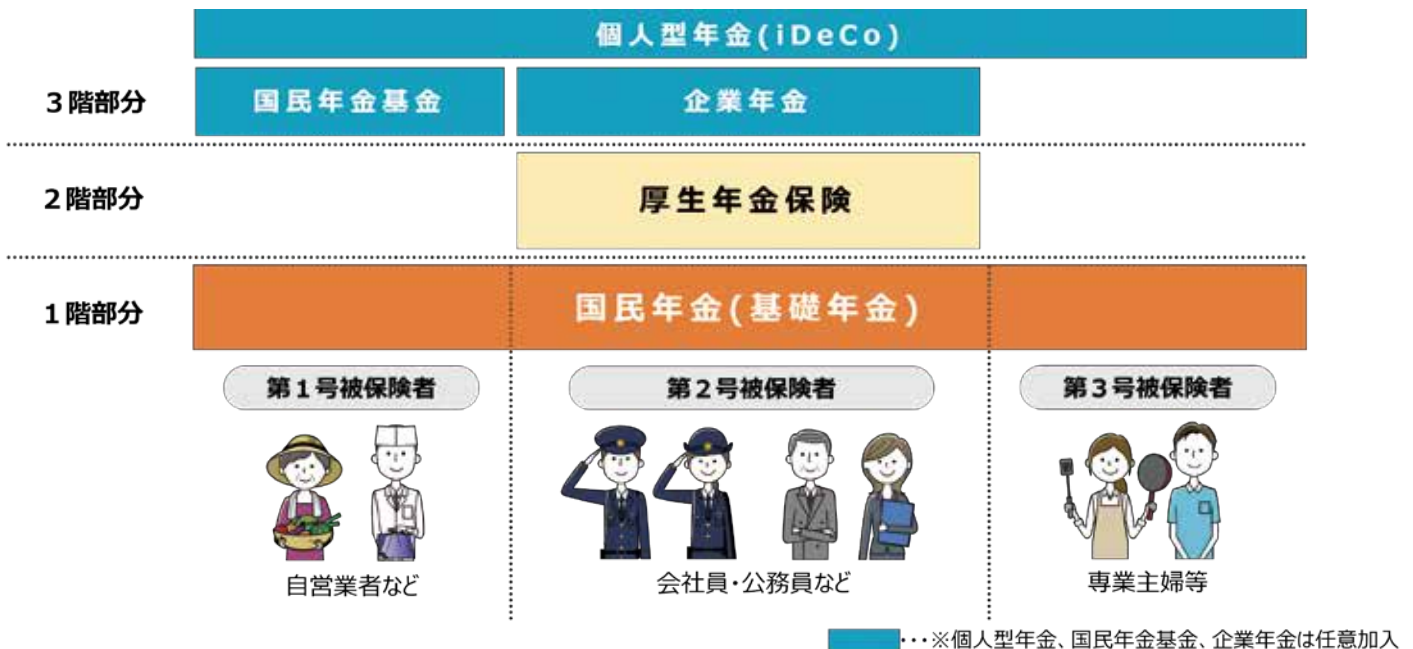 個人型年金(iDeCo)
3階部分
国民年金基金
企業年金
2階部分
厚生年金保険
1階部分
国民年金(基礎年金)
第1号被保険者
第2号被保険者
第3号被保険者
自営業者など
会社員・公務員など
専業主婦等
・・・※個人型年金、国民年金基金、企業年金は任意加入